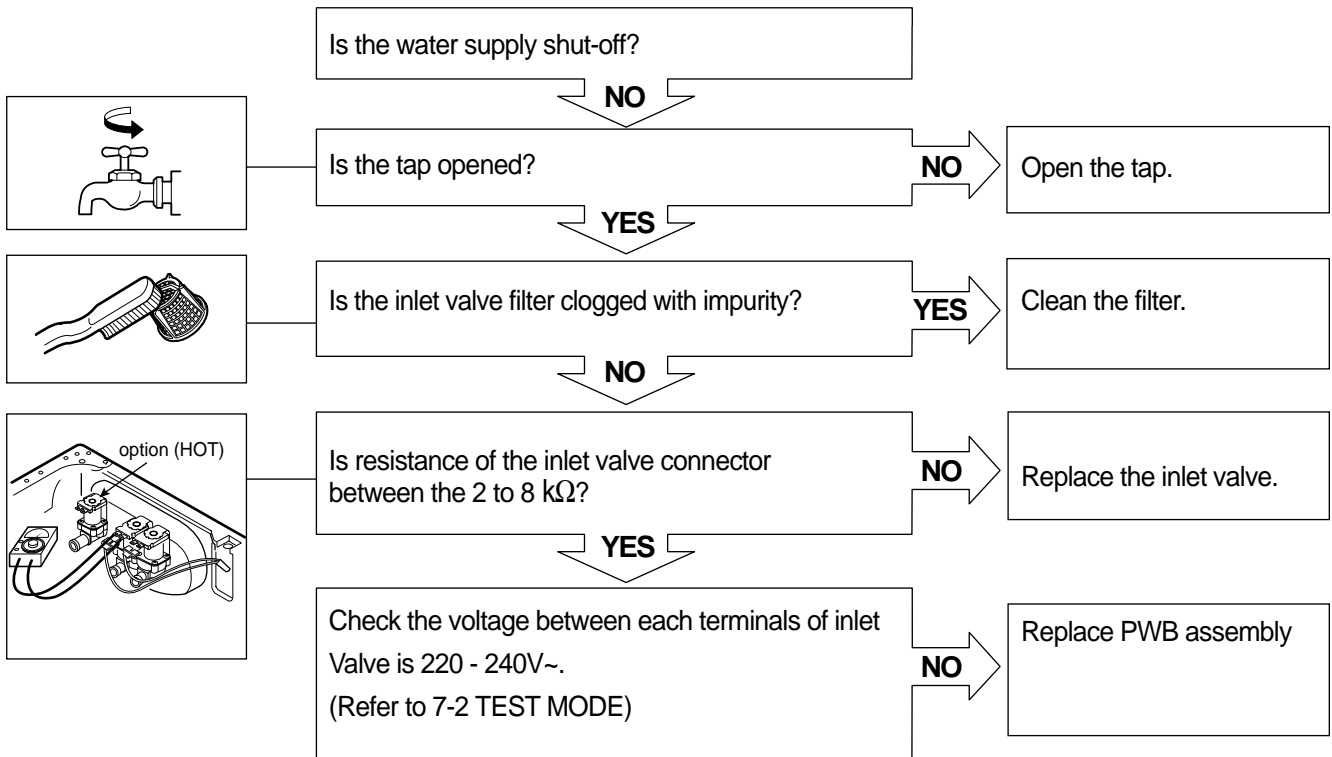 Is the water supply shut-off?
NO
Is the tap opened?
NO
Open the tap.
YES
Is the inlet valve filter clogged with impurity?
YES
Clean the filter.
NO
option (HOT)
Is resistance of the inlet valve connector
between the 2 to 8 kΩ?
NO
Replace the inlet valve.
YES
Check the voltage between each terminals of inlet
Valve is 220 - 240V~.
(Refer to 7-2 TEST MODE)
NO
Replace PWB assembly